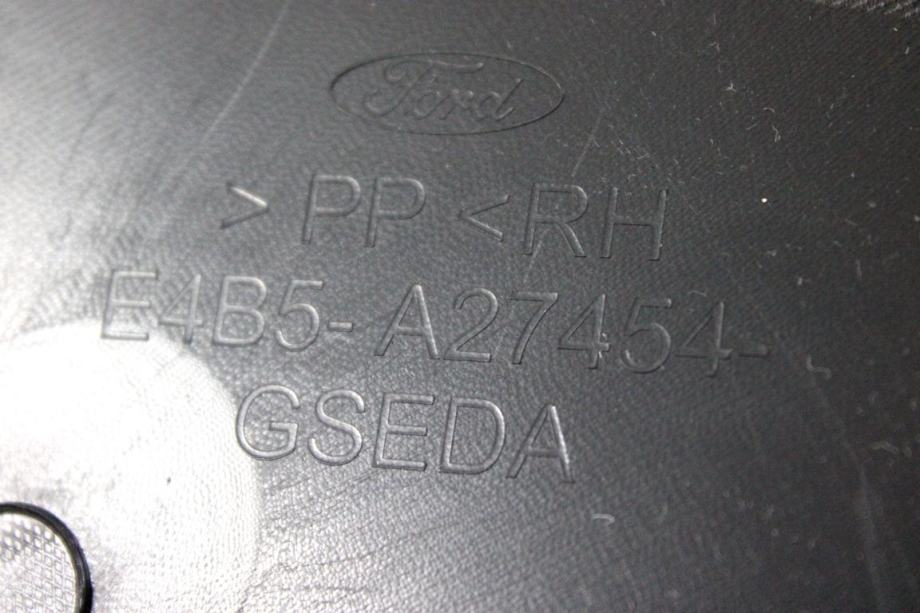 Ford
> PP < RH
E4B5- A27454-
GSEDA